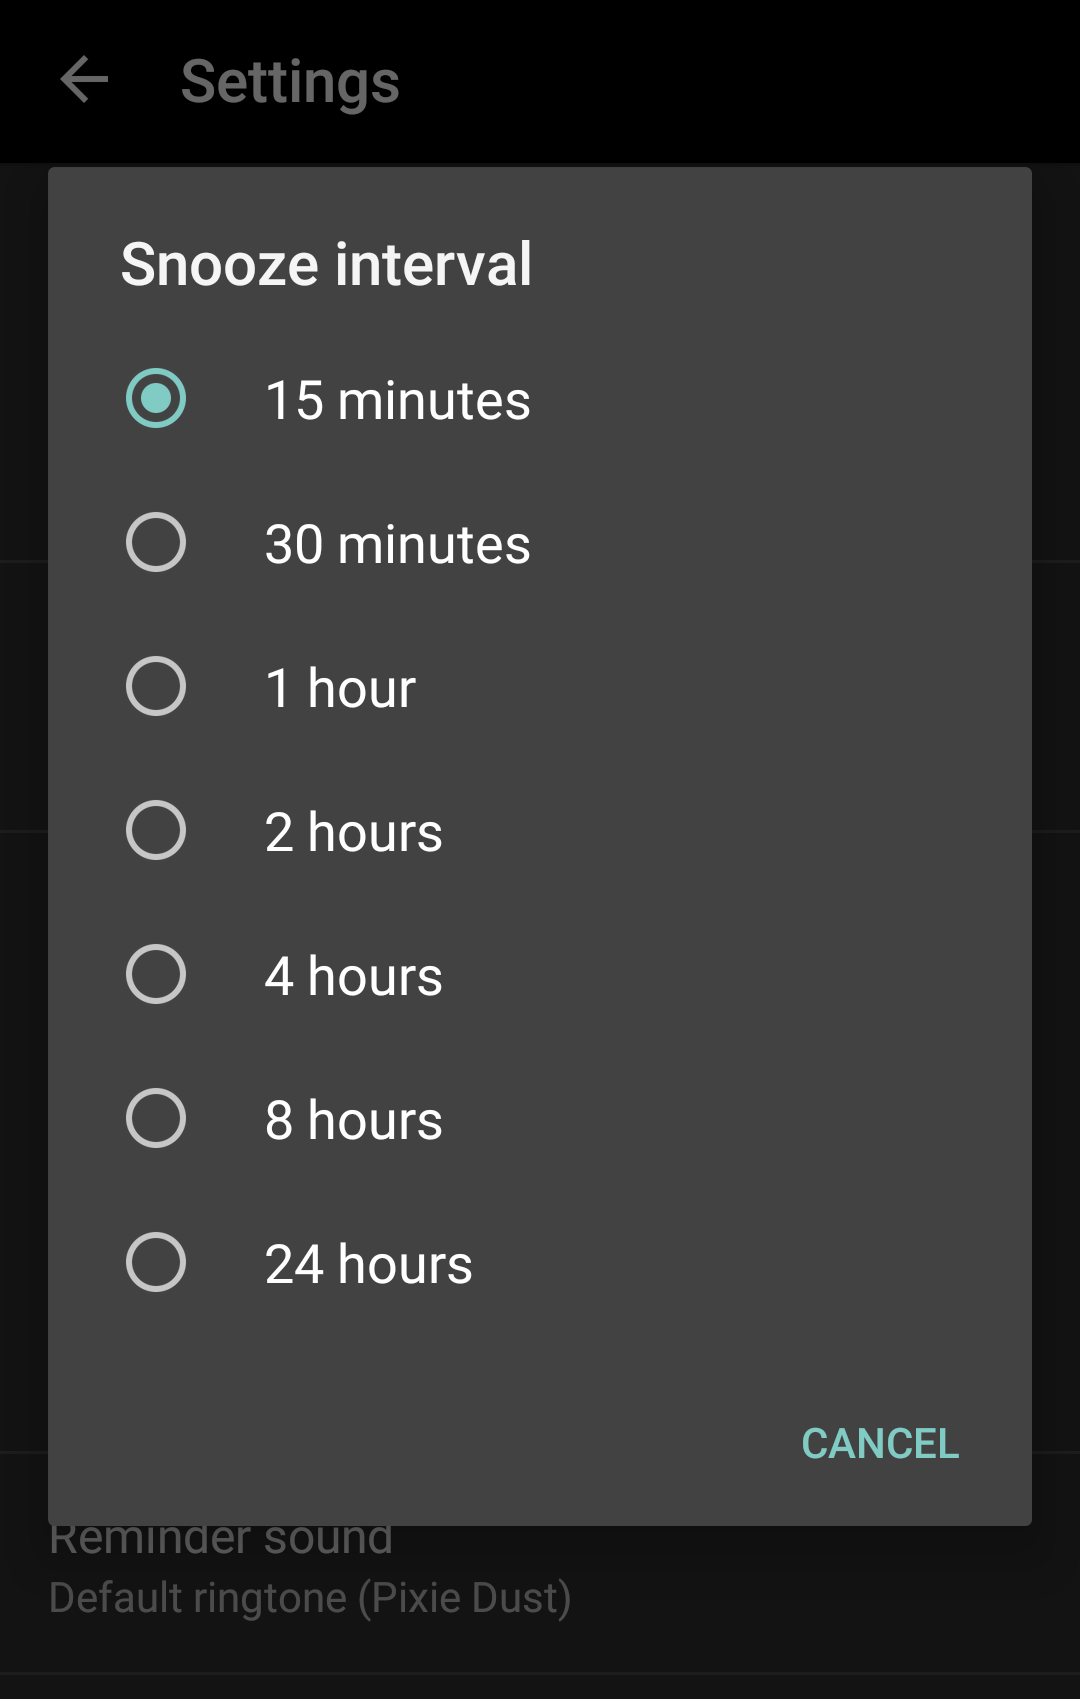 Settings
Snooze interval
15 minutes
30 minutes
1 hour
2 hours
4 hours
8 hours
24 hours
CANCEL
Reminder sound
Default ringtone (Pixie Dust)